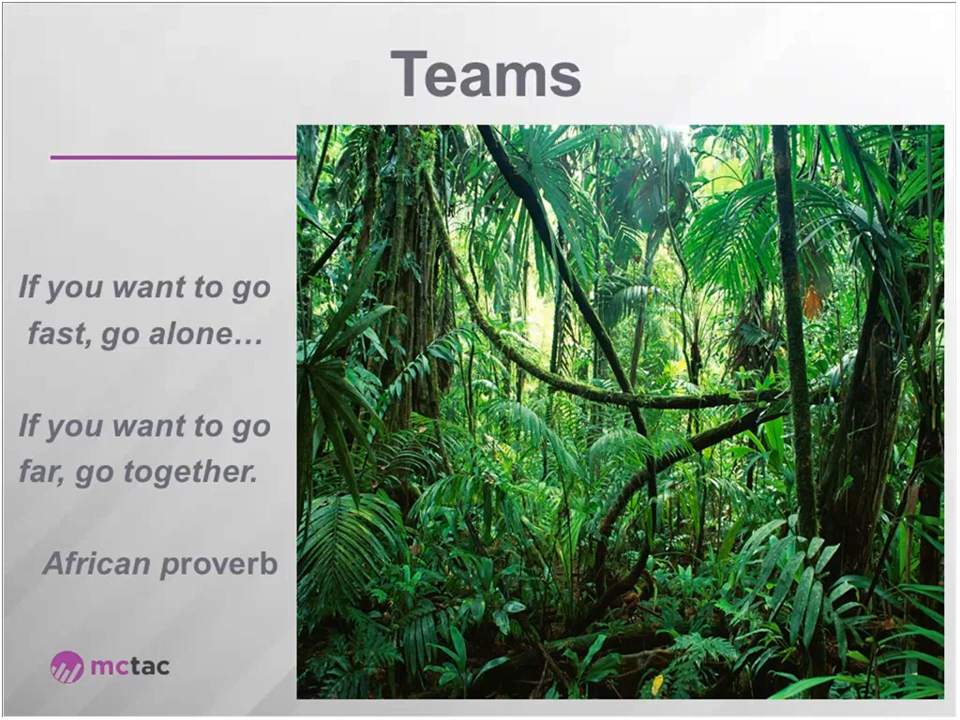 Teams
If you want to go
fast, go alone…
If you want to go
far, go together.
African proverb
mctac